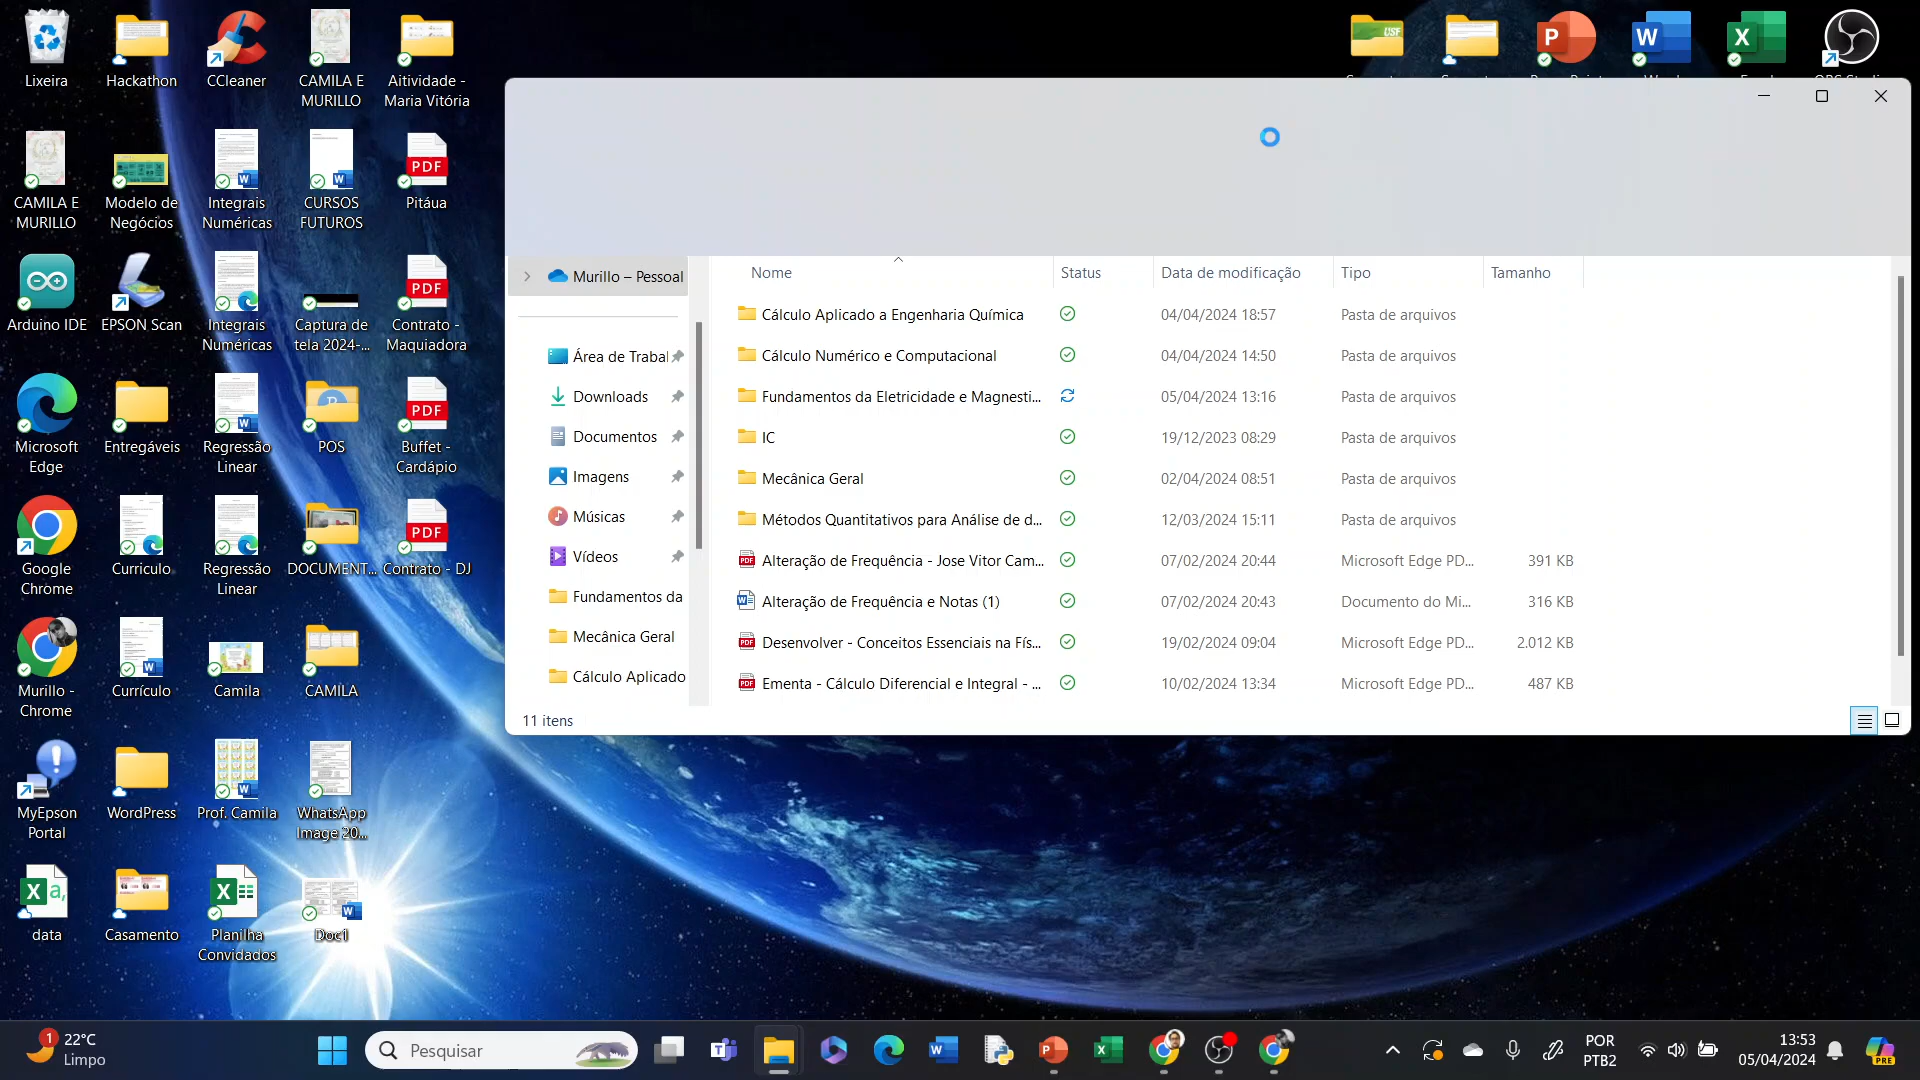 Lixeira
Hackathon
CCleaner
CAMILA E
MURILLO
Aitividade -
Maria Vitória
CAMILA E
MURILLO
Modelo de
Negócios
Integrais
Numéricas
CURSOS
FUTUROS
Pitáua
Arduino IDE
EPSON Scan
Integrais
Numéricas
Captura de
tela 2024-...
Contrato -
Maquiadora
Microsoft
Edge
Entregáveis
Regressão
Linear
POS
Buffet -
Cardápio
Google
Chrome
Curriculo
Regressão
Linear
DOCUMENT...
Contrato - DJ
Murillo -
Chrome
Currículo
Camila
CAMILA
MyEpson
Portal
WordPress
Prof. Camila
WhatsApp
Image 20...
data
Casamento
Planilha
Convidados
Doc1
Murillo – Pessoal
Área de Trabal
Downloads
Documentos
Imagens
Músicas
Vídeos
Fundamentos da
Mecânica Geral
Cálculo Aplicado
Nome Status Data de modificação Tipo Tamanho
Cálculo Aplicado a Engenharia Química 04/04/2024 18:57 Pasta de arquivos
Cálculo Numérico e Computacional 04/04/2024 14:50 Pasta de arquivos
Fundamentos da Eletricidade e Magnesti... 05/04/2024 13:16 Pasta de arquivos
IC 19/12/2023 08:29 Pasta de arquivos
Mecânica Geral 02/04/2024 08:51 Pasta de arquivos
Métodos Quantitativos para Análise de d... 12/03/2024 15:11 Pasta de arquivos
Alteração de Frequência - Jose Vitor Cam... 07/02/2024 20:44 Microsoft Edge PD... 391 KB
Alteração de Frequência e Notas (1) 07/02/2024 20:43 Documento do Mi... 316 KB
Desenvolver - Conceitos Essenciais na Fís... 19/02/2024 09:04 Microsoft Edge PD... 2.012 KB
Ementa - Cálculo Diferencial e Integral - ... 10/02/2024 13:34 Microsoft Edge PD... 487 KB
11 itens
1
22°C
Limpo
Pesquisar
POR
PTB2
13:53
05/04/2024